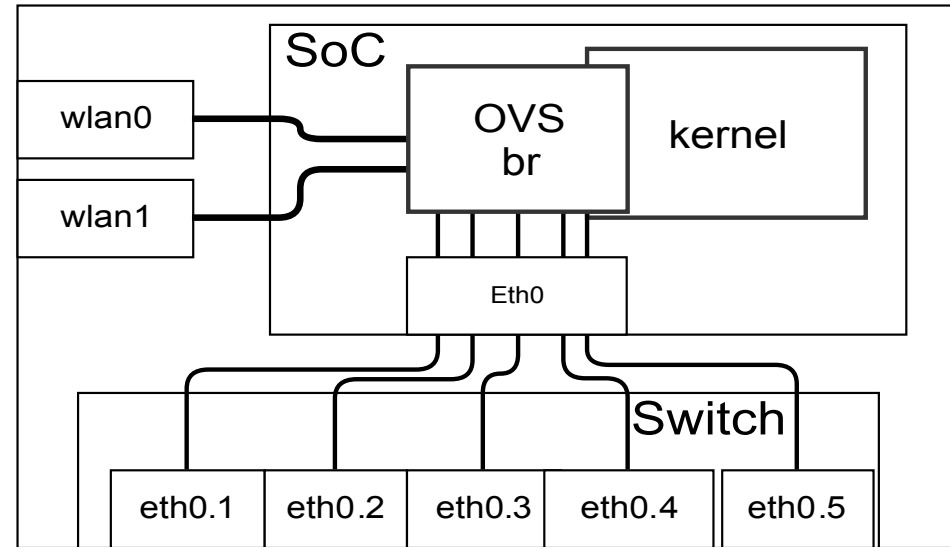 SoC
wlan0
OVS
br
kernel
wlan1
Eth0
Switch
eth0.1
eth0.2
eth0.3
eth0.4
eth0.5